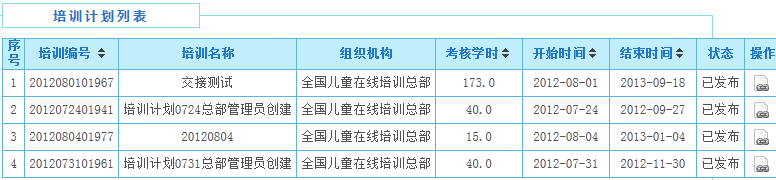 培训计划列表
序号 培训编号 培训名称 组织机构 考核学时 开始时间 结束时间 状态 操作
1 2012080101967 交接测试 全国儿童在线培训总部 173.0 2012-08-01 2013-09-18 已发布
2 2012072401941 培训计划0724总部管理员创建 全国儿童在线培训总部 40.0 2012-07-24 2012-09-27 已发布
3 2012080401977 20120804 全国儿童在线培训总部 15.0 2012-08-04 2013-01-04 已发布
4 2012073101961 培训计划0731总部管理员创建 全国儿童在线培训总部 40.0 2012-07-31 2012-11-30 已发布